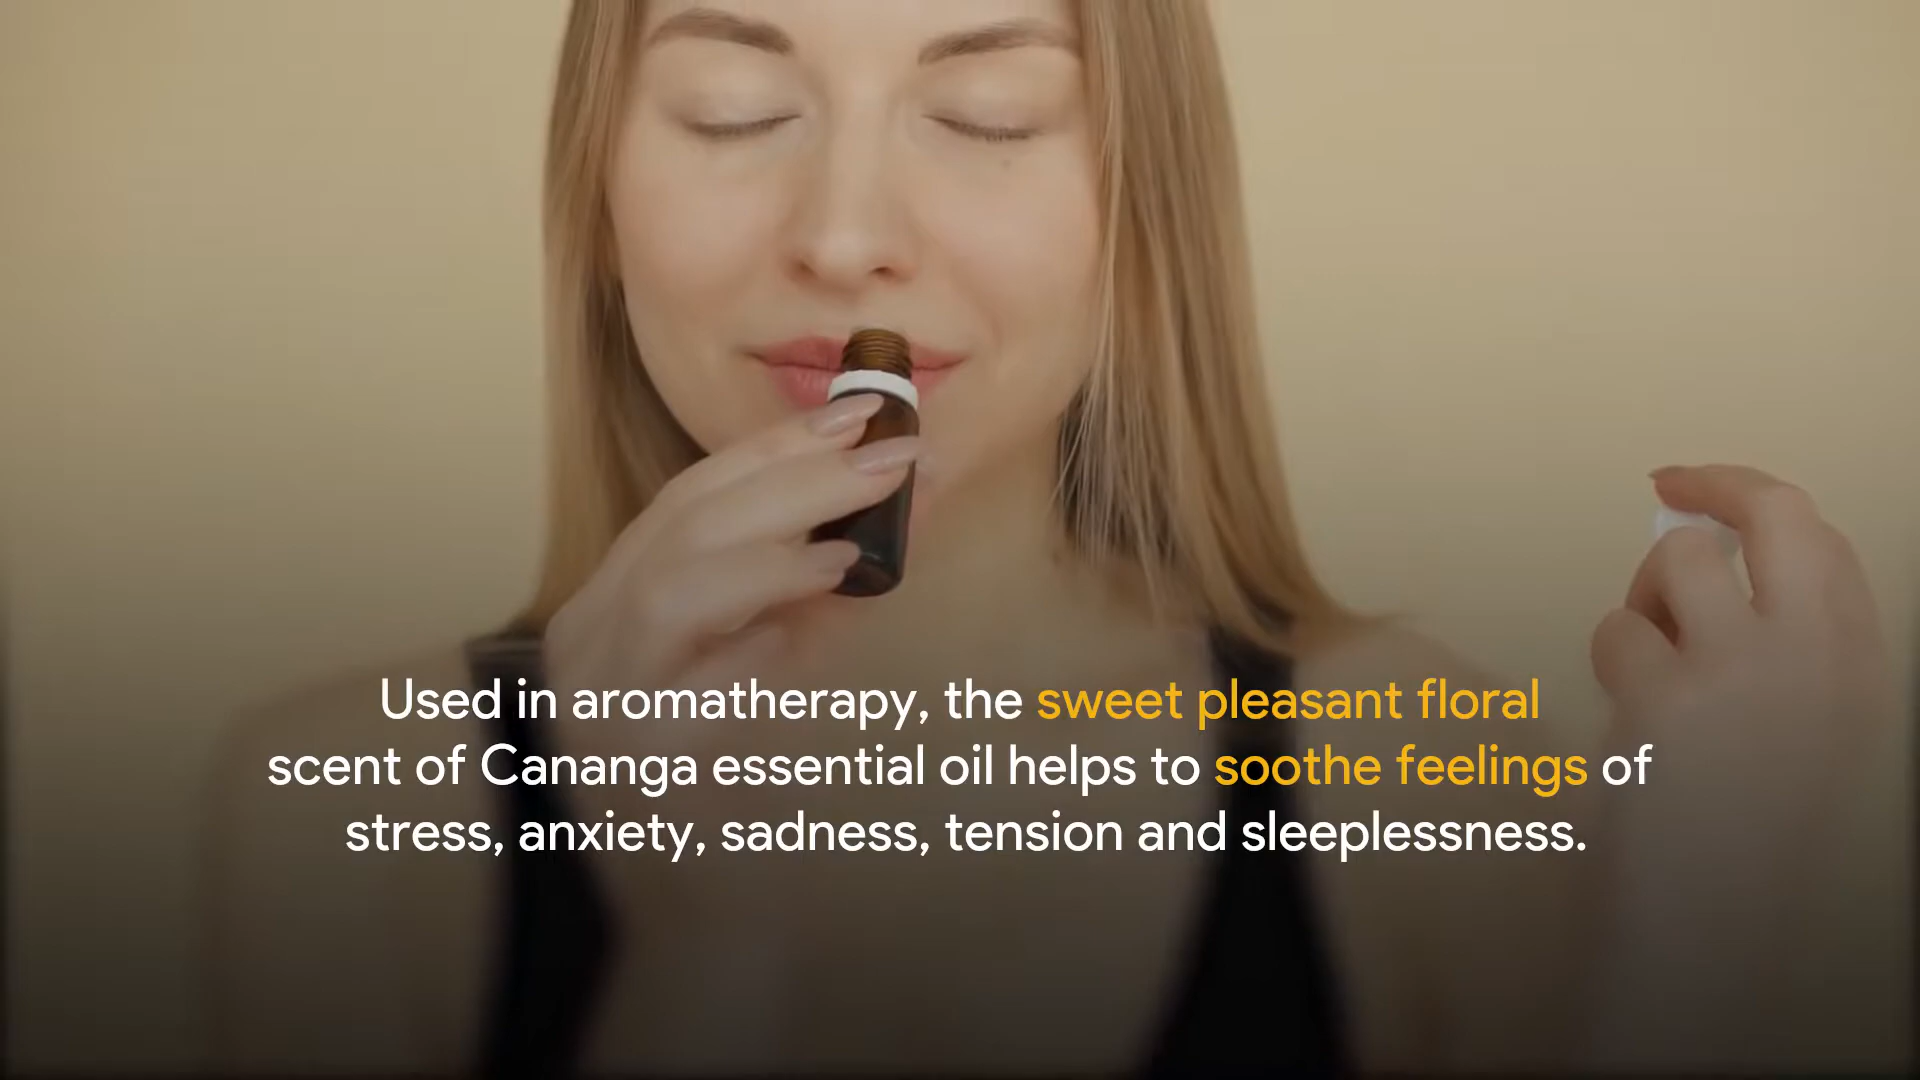 Used in aromatherapy, the sweet pleasant floral
scent of Cananga essential oil helps to soothe feelings of
stress, anxiety, sadness, tension and sleeplessness.